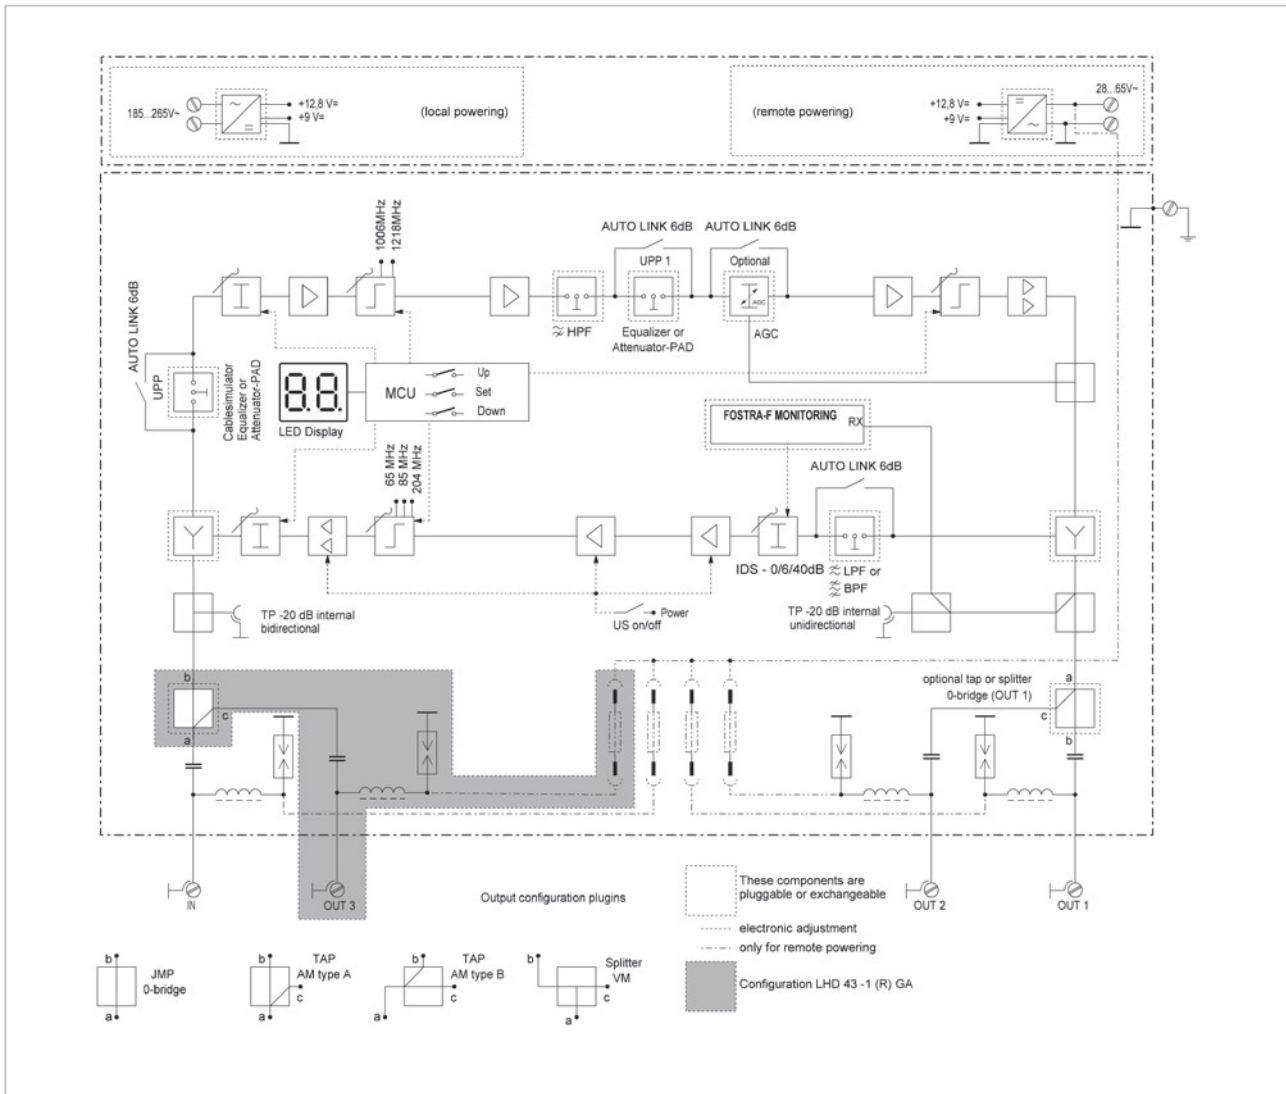 185...265V~
+12,8 V=
+9 V=
(local powering)
(remote powering)
+12,8 V=
+9 V=
28...65V~
1006MHz
1218MHz
AUTO LINK 6dB
UPP 1
AUTO LINK 6dB
Optional
AUTO LINK 6dB
UPP
HPF
Equalizer or
Attenuator-PAD
AGC
AGC
Cablesimulator
Equalizer or
Attenuator-PAD
8.8.
LED Display
MCU
Up
Set
Down
FOSTRA-F MONITORING
RX
65 MHz
85 MHz
204 MHz
AUTO LINK 6dB
IDS - 0/6/40dB
LPF or
BPF
TP -20 dB internal
bidirectional
US on/off
Power
TP -20 dB internal
unidirectional
b
c
a
optional tap or splitter
0-bridge (OUT 1)
a
c
b
IN
OUT 3
OUT 2
OUT 1
Output configuration plugins
These components are
pluggable or exchangeable
electronic adjustment
only for remote powering
Configuration LHD 43 -1 (R) GA
b
a
JMP
0-bridge
b
c
a
TAP
AM type A
b
c
a
TAP
AM type B
b
c
a
Splitter
VM